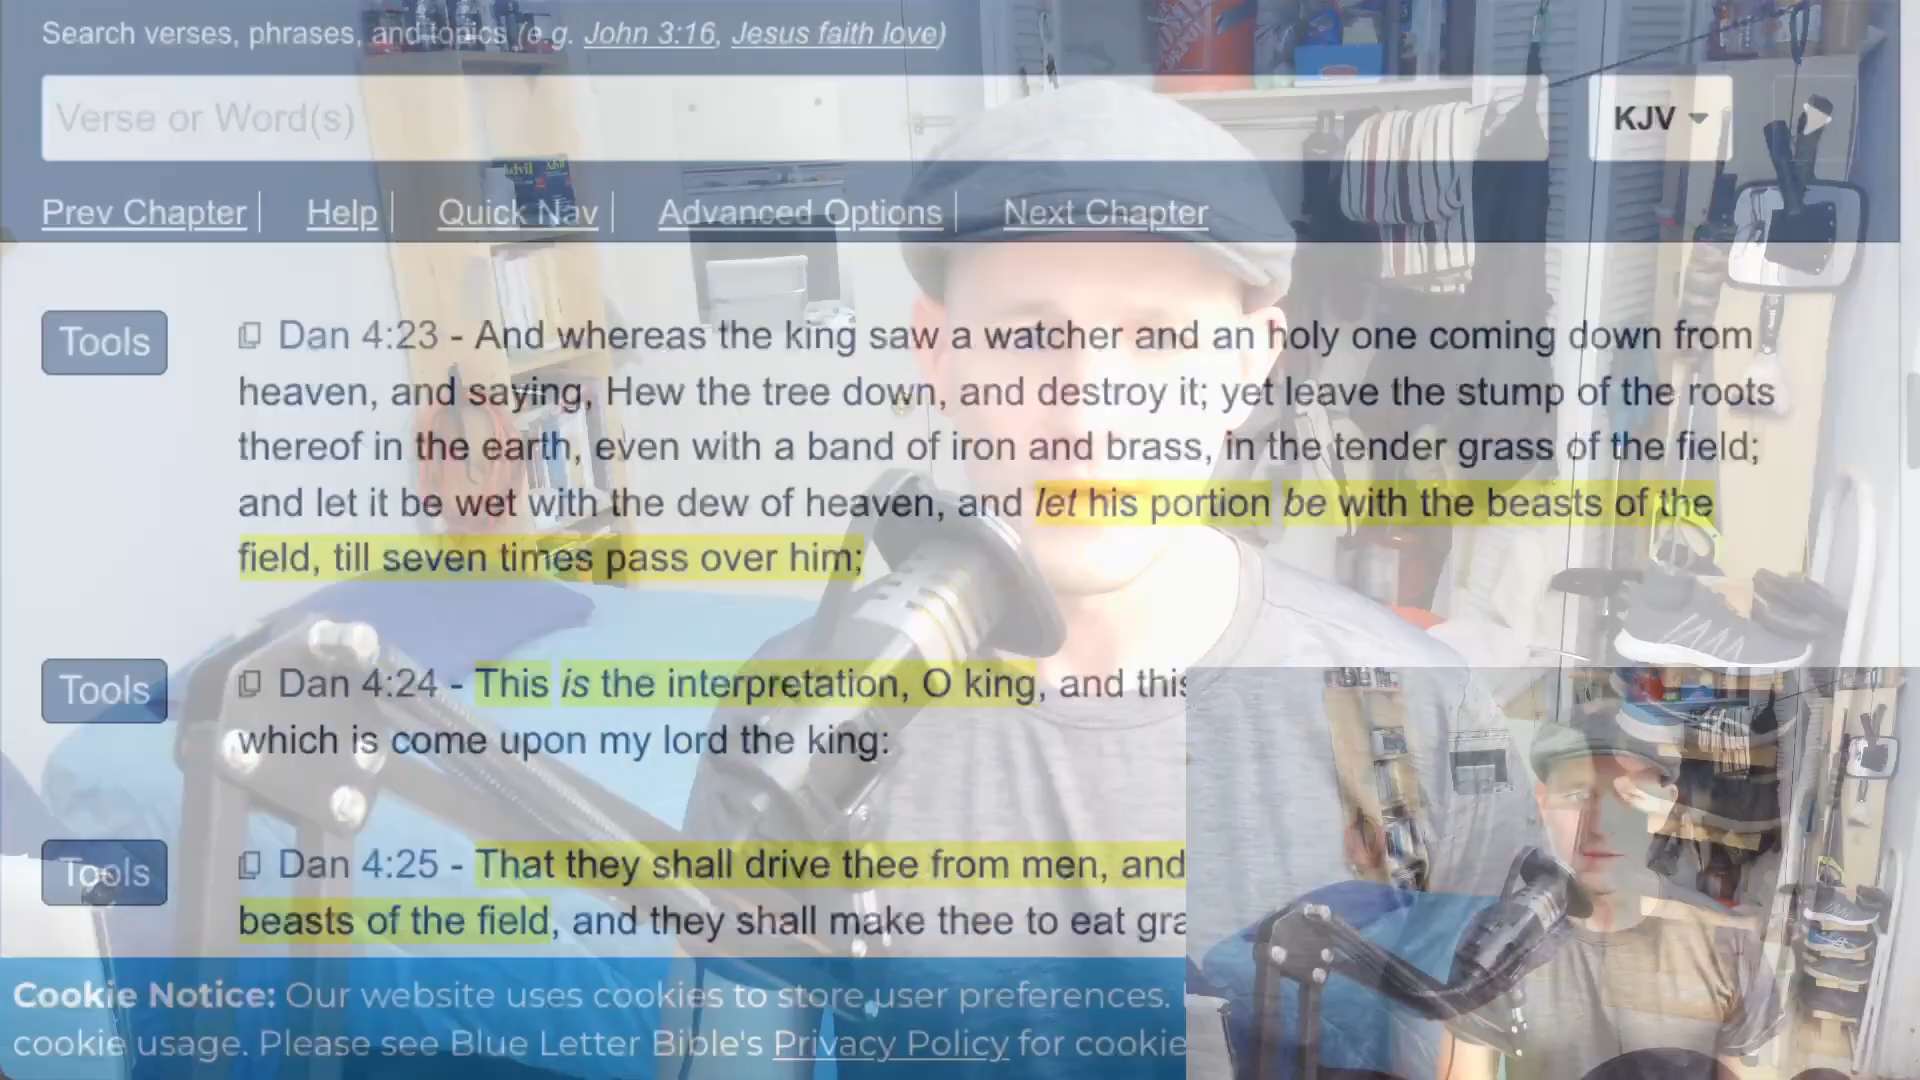 Search verses, phrases, and topics (e.g. John 3:16, Jesus faith love)
Verse or Word(s)
KJV
Prev Chapter
Help
Quick Nav
Advanced Options
Next Chapter
Advil
Tools
Dan 4:23 - And whereas the king saw a watcher and an holy one coming down from
heaven, and saying, Hew the tree down, and destroy it; yet leave the stump of the roots
thereof in the earth, even with a band of iron and brass, in the tender grass of the field;
and let it be wet with the dew of heaven, and let his portion be with the beasts of the
field, till seven times pass over him;
Tools
Dan 4:24 - This is the interpretation, O king, and this
which is come upon my lord the king:
Tools
Dan 4:25 - That they shall drive thee from men, and
beasts of the field, and they shall make thee to eat gra
Cookie Notice: Our website uses cookies to store user preferences.
cookie usage. Please see Blue Letter Bible's Privacy Policy for cookie